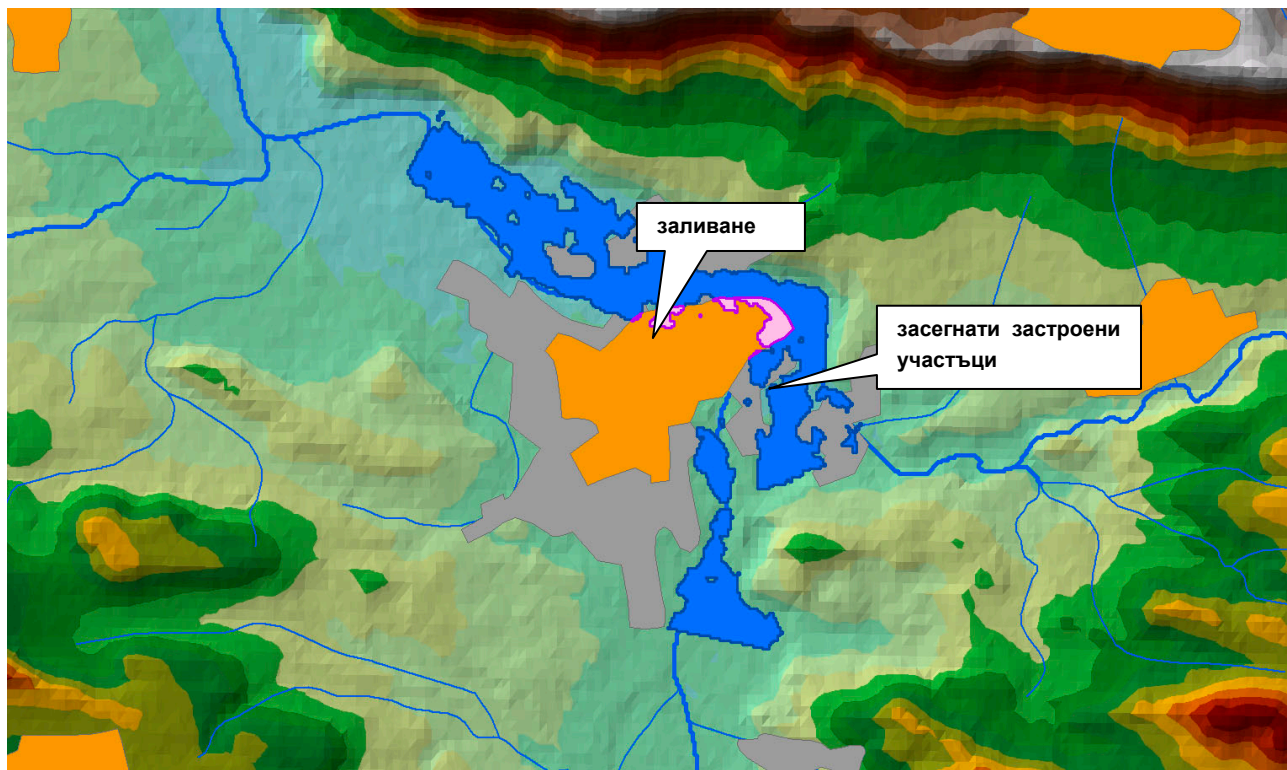 заливане
засегнати застроени
участъци